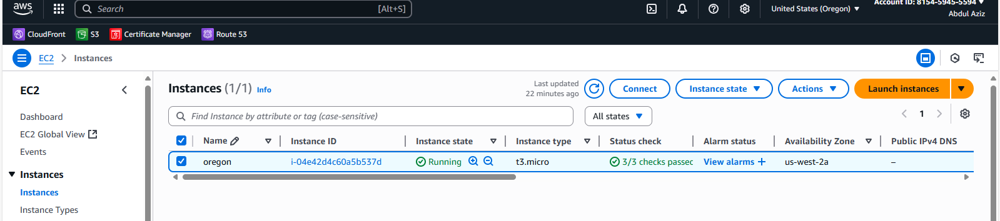 aws
Search
[Alt+S]
United States (Oregon)
Account ID: 8154-5945-5594
Abdul Aziz
CloudFront
S3
Certificate Manager
Route 53
EC2 > Instances
EC2
Dashboard
EC2 Global View
Events
Instances
Instances
Instance Types
Instances (1/1) Info
Last updated
22 minutes ago
Connect
Instance state
Actions
Launch instances
Find Instance by attribute or tag (case-sensitive)
All states
1
Name Instance ID Instance state Instance type Status check Alarm status Availability Zone Public IPv4 DNS
oregon i-04e42d4c60a5b537d Running t3.micro 3/3 checks passec View alarms + us-west-2a –